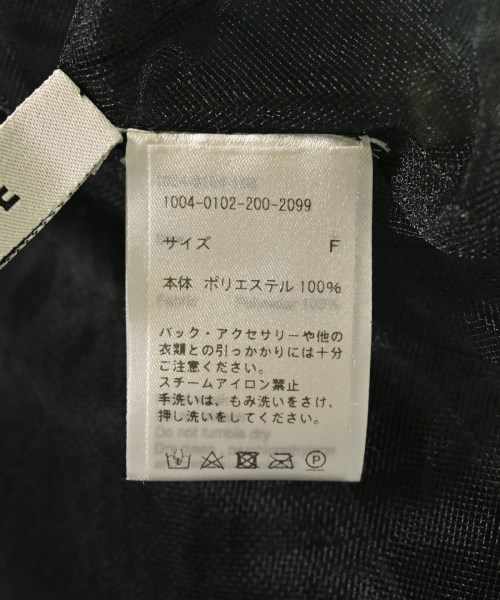 1004-0102-200-2099
サイズ F
本体 ポリエステル 100%
Fabric Polyester 100%
バック・アクセサリーや他の
衣類との引っかかりには十分
ご注意ください。
スチームアイロン禁止
手洗いは、もみ洗いをさけ、
押し洗いをしてください。
Do not tumble dry
P
E